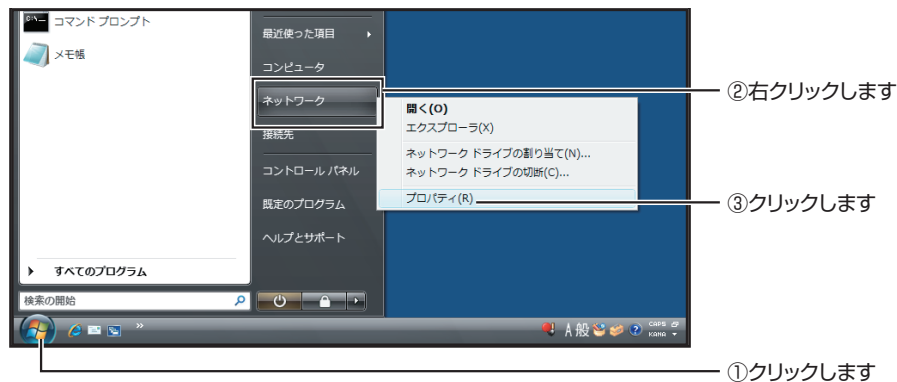 コマンド プロンプト
メモ帳
すべてのプログラム
検索の開始
最近使った項目
コンピュータ
ネットワーク
接続先
コントロール パネル
既定のプログラム
ヘルプとサポート
開く(O)
エクスプローラ(X)
ネットワーク ドライブの割り当て(N)...
ネットワーク ドライブの切断(C)...
プロパティ(R)
②右クリックします
③クリックします
A 般
CAPS
KANA
①クリックします